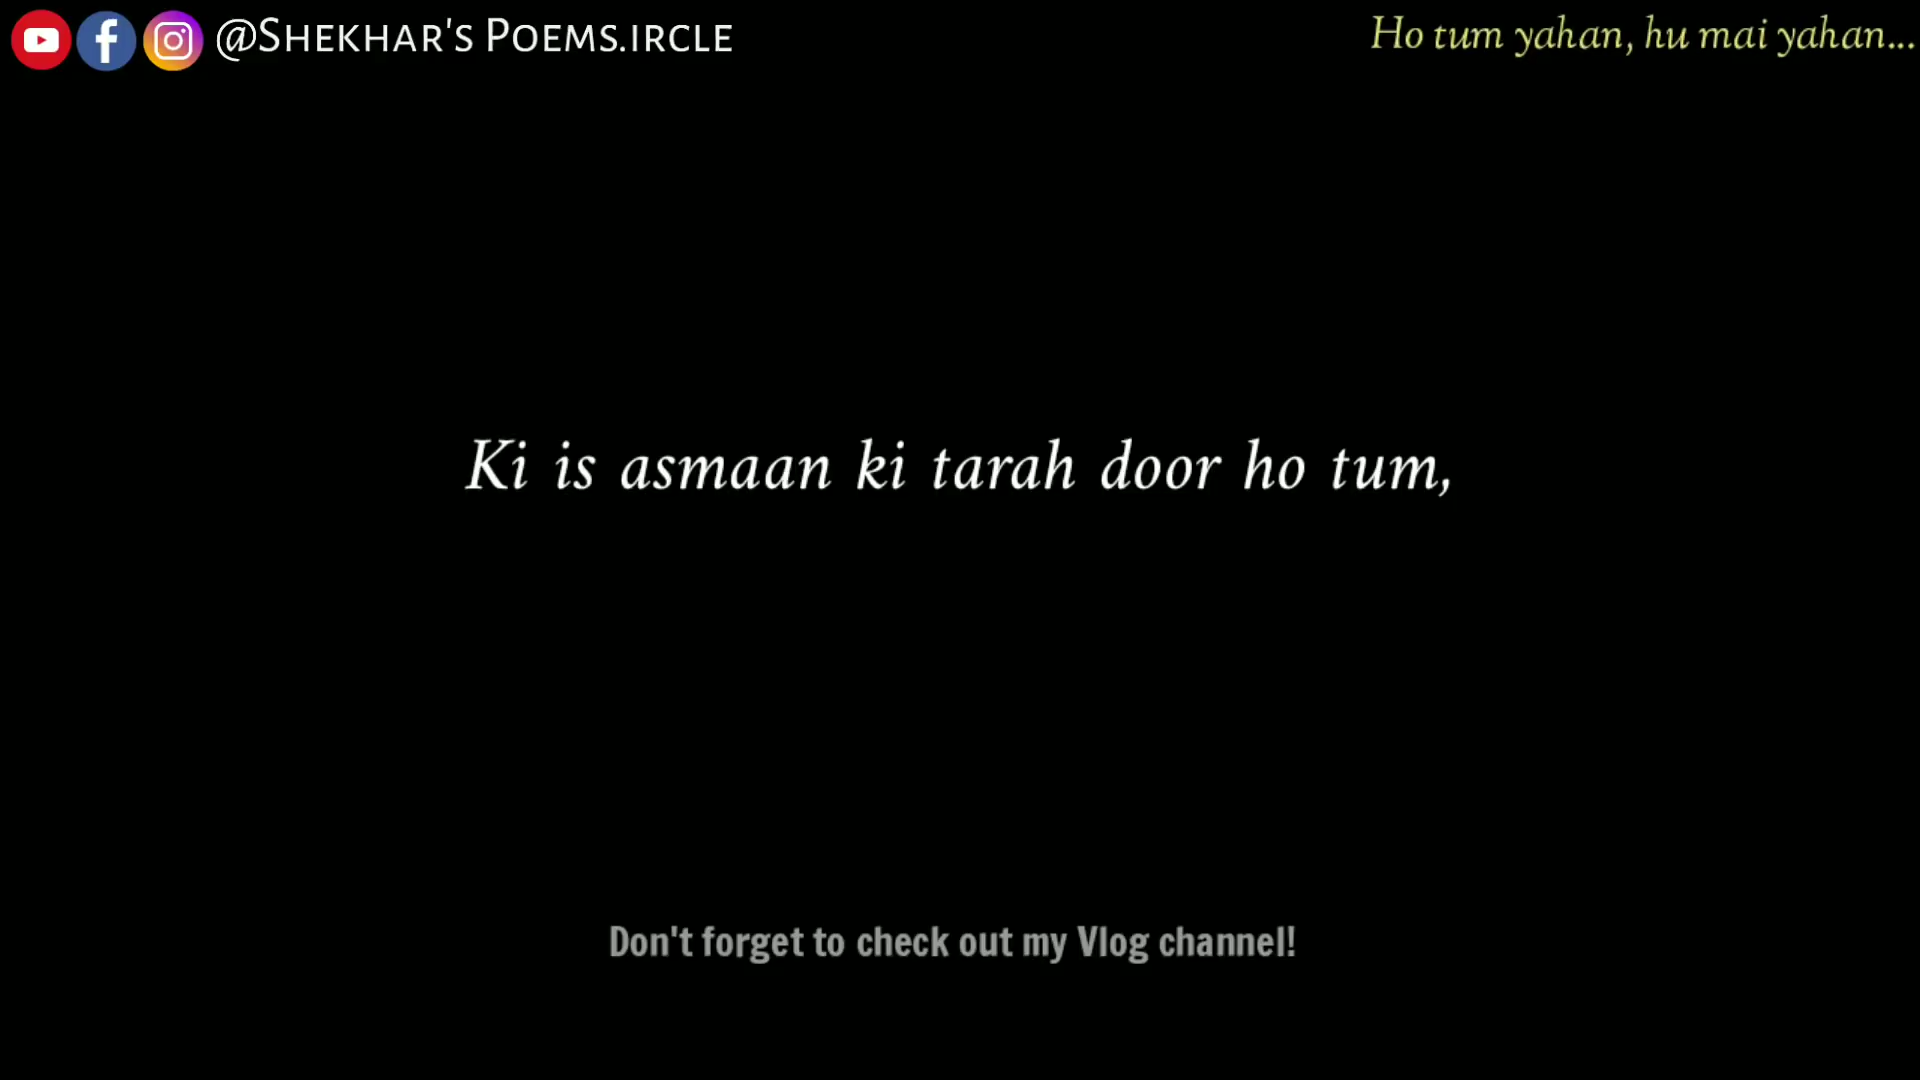 @Shekhar's Poems.ircle
Ho tum yahan, hu mai yahan...
Ki is asmaan ki tarah door ho tum,
Don't forget to check out my Vlog channel!